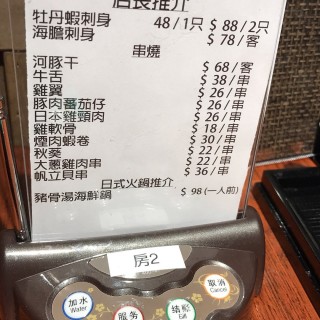 店長推介
牡丹蝦刺身 48/1只 $88/2只
海膽刺身 $78/客
串燒
河豚干 $68/客
牛舌 $38/串
雞翼 $26/串
豚肉蕃茄仔 $26/串
日本雞頸肉 $26/串
雞軟骨 $18/串
煙肉蝦卷 $30/串
秋葵 $22/串
大蔥雞肉串 $22/串
帆立貝串 $36/串
日式火鍋推介
豬骨湯海鮮鍋 $98(一人前)
房2
加水 Water
服务
结帐 Bill
取消 Cancel